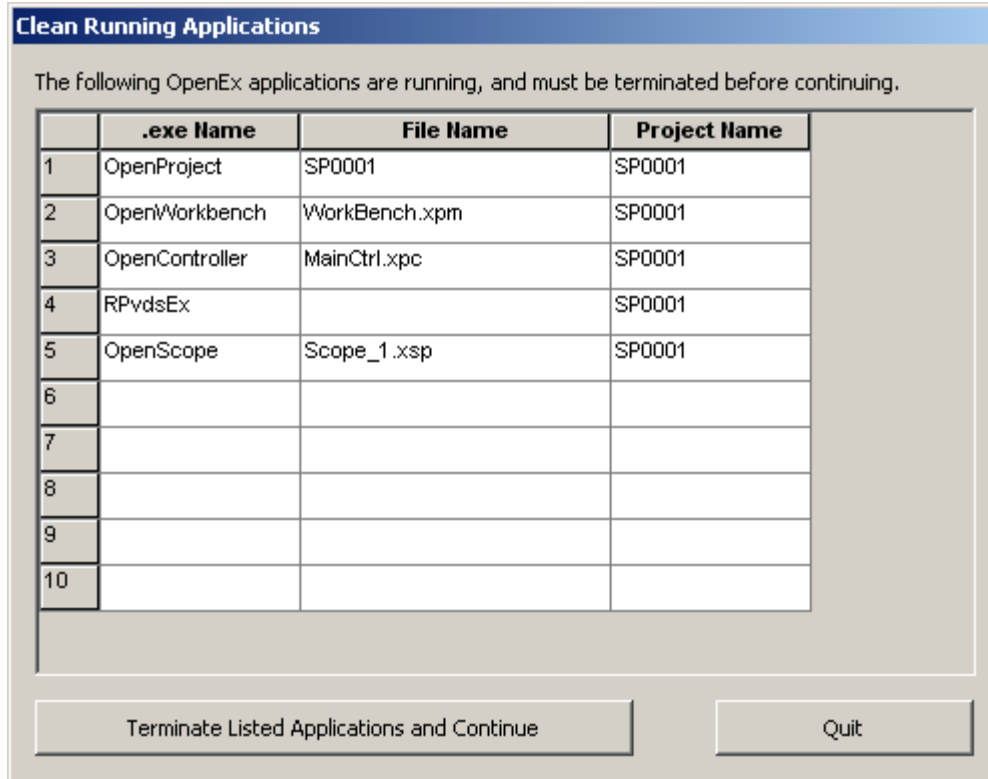 Clean Running Applications
The following OpenEx applications are running, and must be terminated before continuing.
.exe Name File Name Project Name
1 OpenProject SP0001 SP0001
2 OpenWorkbench WorkBench.xpm SP0001
3 OpenController MainCtrl.xpc SP0001
4 RPvdsEx SP0001
5 OpenScope Scope_1.xsp SP0001
6
7
8
9
10
Terminate Listed Applications and Continue Quit